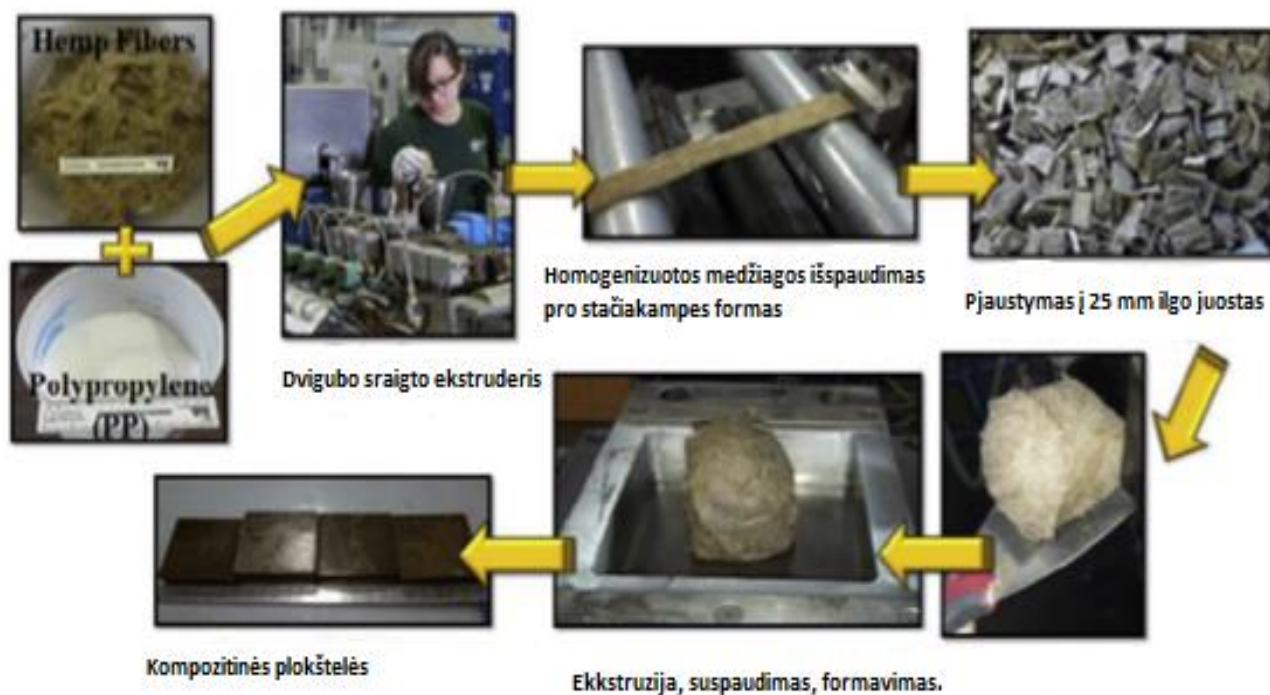 Hemp Fibers
Polypropylene
(PP)
Dvigubo sraigto ekstruderis
Homogenizuotos medžiagos išspaudimas
pro stačiakampes formas
Pjaustymas į 25 mm ilgo juostas
Ekkstruzija, suspaudimas, formavimas.
Kompozitinės plokštelės